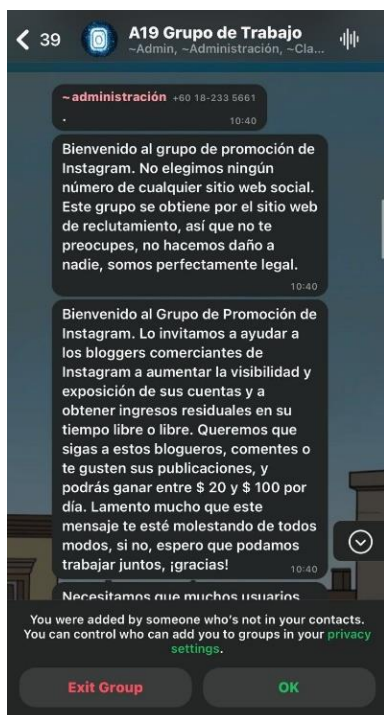 39
A19 Grupo de Trabajo
~Admin, ~Administración, ~Cla...
~administración +60 18-233 5661
.
10:40
Bienvenido al grupo de promoción de
Instagram. No elegimos ningún
número de cualquier sitio web social.
Este grupo se obtiene por el sitio web
de reclutamiento, así que no te
preocupes, no hacemos daño a
nadie, somos perfectamente legal.
10:40
Bienvenido al Grupo de Promoción de
Instagram. Lo invitamos a ayudar a
los bloggers comerciantes de
Instagram a aumentar la visibilidad y
exposición de sus cuentas y a
obtener ingresos residuales en su
tiempo libre o libre. Queremos que
sigas a estos blogueros, comentes o
te gusten sus publicaciones, y
podrás ganar entre $ 20 y $ 100 por
día. Lamento mucho que este
mensaje te esté molestando de todos
modos, si no, espero que podamos
trabajar juntos, ¡gracias!
10:40
Necesitamos que muchos usuarios
You were added by someone who's not in your contacts.
You can control who can add you to groups in your privacy
settings.
Exit Group
OK